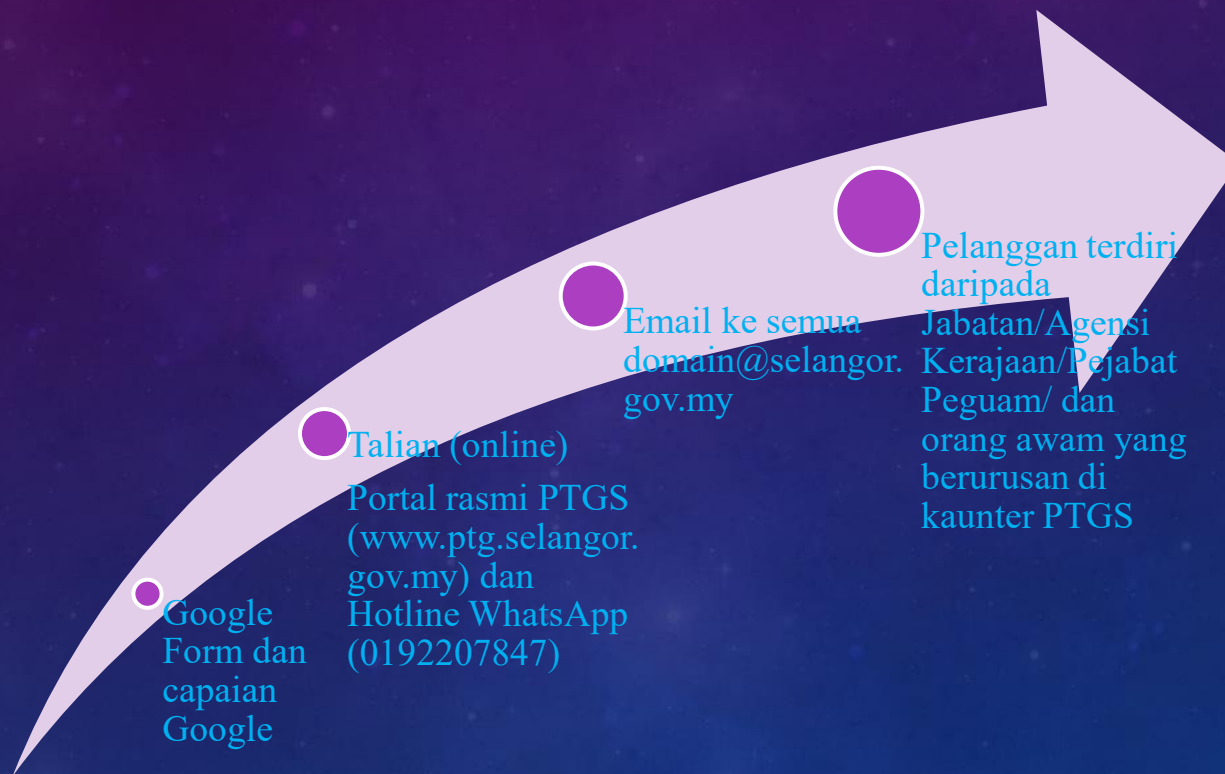 Google
Form dan
capaian
Google
Talian (online)
Portal rasmi PTGS
(www.ptg.selangor.
gov.my) dan
Hotline WhatsApp
(0192207847)
Email ke semua
domain@selangor.
gov.my
Pelanggan terdiri
daripada
Jabatan/Agensi
Kerajaan/Pejabat
Peguam/ dan
orang awam yang
berurusan di
kaunter PTGS